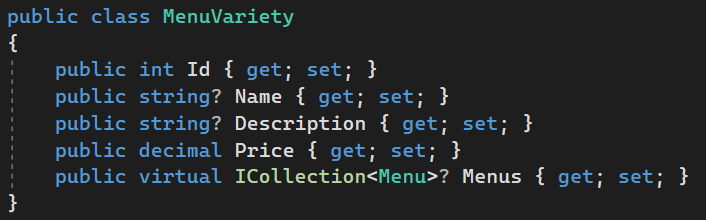 public class MenuVariety
{
    public int Id { get; set; }
    public string? Name { get; set; }
    public string? Description { get; set; }
    public decimal Price { get; set; }
    public virtual ICollection<Menu>? Menus { get; set; }
}